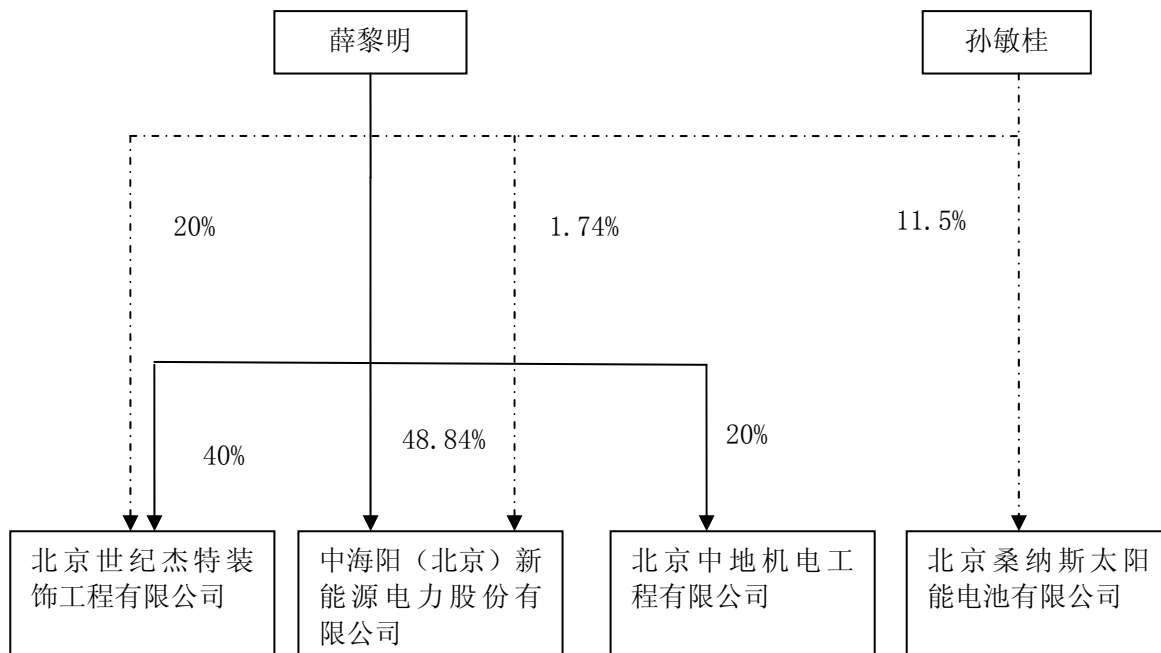 薛黎明
孙敏桂
20%
1.74%
11.5%
40%
48.84%
20%
北京世纪杰特装
饰工程有限公司
中海阳（北京）新
能源电力股份有
限公司
北京中地机电工
程有限公司
北京桑纳斯太阳
能电池有限公司